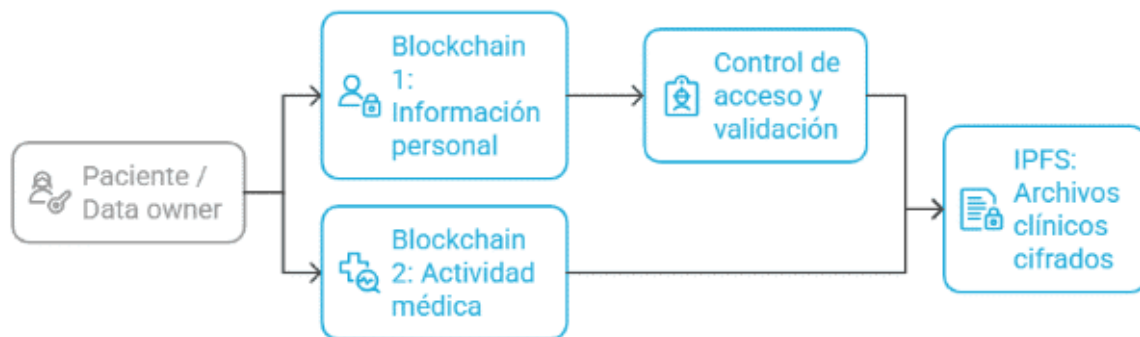 Paciente /
Data owner
Blockchain
1:
Información
personal
Blockchain
2: Actividad
médica
Control de
acceso y
validación
IPFS:
Archivos
clínicos
cifrados